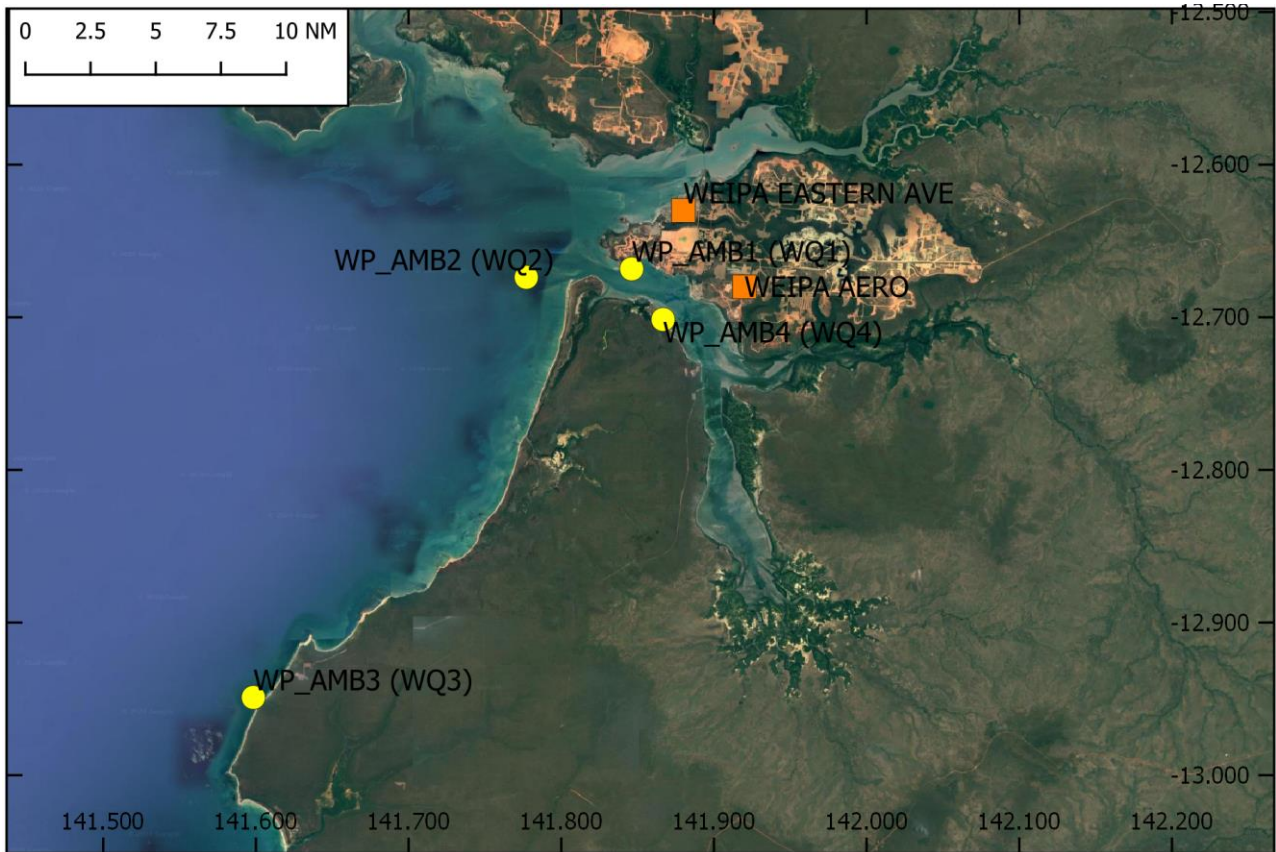 0 2.5 5 7.5 10 NM
-12.500
-12.600
WEIPA EASTERN AVE
WP_AMB1 (WQ1)
WP_AMB2 (WQ2)
WEIPA AERO
-12.700
WP_AMB4 (WQ4)
-12.800
-12.900
WP_AMB3 (WQ3)
-13.000
141.500 141.600 141.700 141.800 141.900 142.000 142.100 142.200